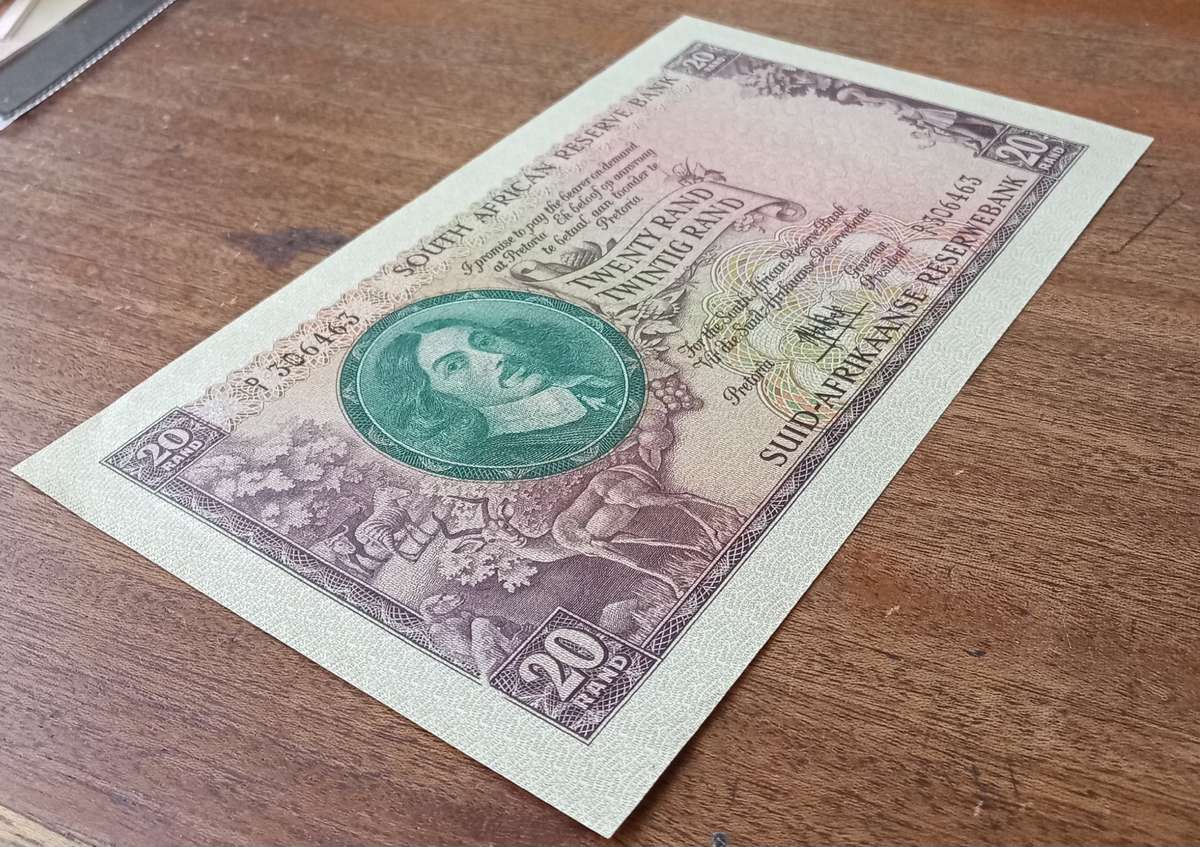 20
RAND
20
RAND
20
RAND
20
RAND
306463
306463
SOUTH AFRICAN RESERVE BANK
I promise to pay the bearer on demand
at Pretoria Ek beloof op aanvraag
te betaal aan toonder te
Pretoria
TWENTY RAND
TWINTIG RAND
For the South African Reserve Bank
Vir die Suid-Afrikaanse Reserwebank
Pretoria
Governor
President
SUID-AFRIKAANSE RESERWEBANK